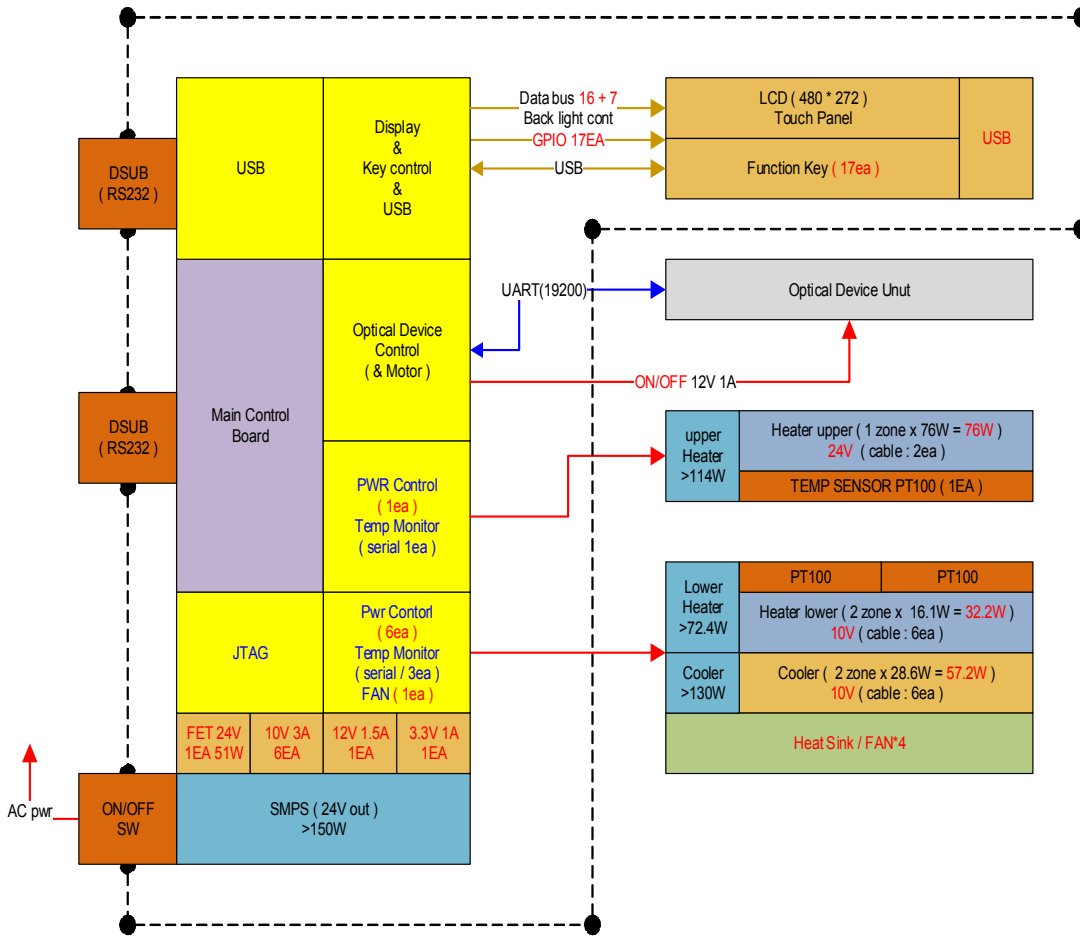 DSUB
( RS232 )
USB
Display
&
Key control
&
USB
Data bus 16 + 7
Back light cont
GPIO 17EA
USB
LCD ( 480 * 272 )
Touch Panel
Function Key ( 17ea )
USB
DSUB
( RS232 )
Main Control
Board
Optical Device
Control
( & Motor )
UART(19200)
ON/OFF 12V 1A
Optical Device Unut
PWR Control
( 1ea )
Temp Monitor
( serial 1ea )
upper
Heater
>114W
Heater upper ( 1 zone x 76W = 76W )
24V ( cable : 2ea )
TEMP SENSOR PT100 ( 1EA )
JTAG
Pwr Contorl
( 6ea )
Temp Monitor
( serial / 3ea )
FAN ( 1ea )
Lower
Heater
>72.4W
PT100
PT100
Heater lower ( 2 zone x 16.1W = 32.2W )
10V ( cable : 6ea )
Cooler
>130W
Cooler ( 2 zone x 28.6W = 57.2W )
10V ( cable : 6ea )
Heat Sink / FAN*4
FET 24V
1EA 51W
10V 3A
6EA
12V 1.5A
1EA
3.3V 1A
1EA
AC pwr
ON/OFF
SW
SMPS ( 24V out )
>150W